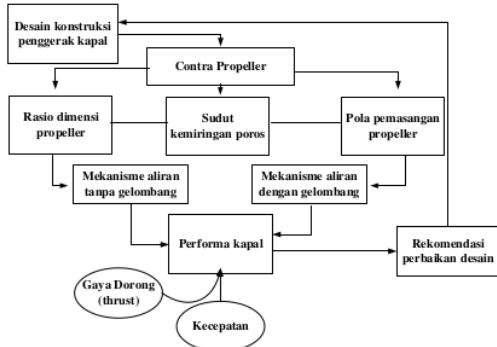 Desain konstruksi
penggerak kapal
Contra Propeller
Rasio dimensi
propeller
Sudut
kemiringan poros
Pola pemasangan
propeller
Mekanisme aliran
tanpa gelombang
Mekanisme aliran
dengan gelombang
Performa kapal
Rekomendasi
perbaikan desain
Gaya Dorong
(thrust)
Kecepatan